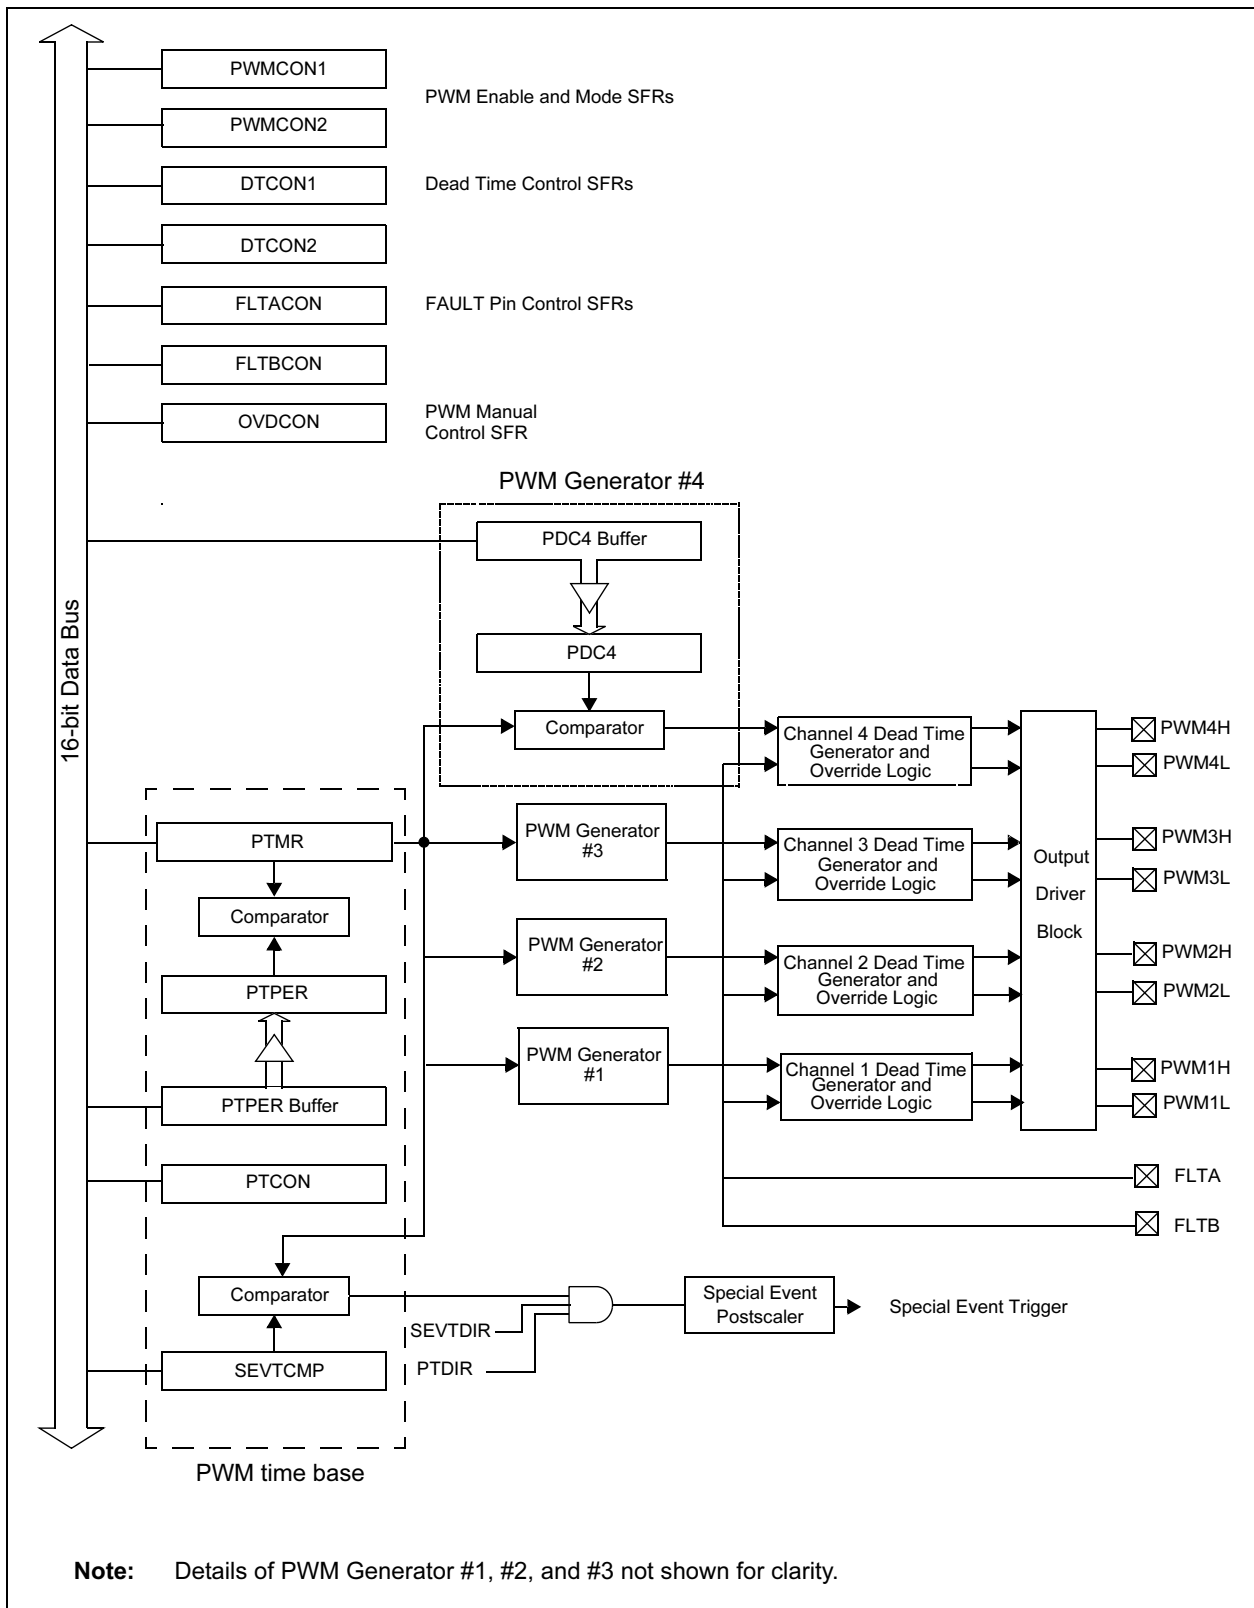 PWMCON1
PWM Enable and Mode SFRs
PWMCON2
DTCON1
Dead Time Control SFRs
DTCON2
FLTACON
FAULT Pin Control SFRs
FLTBCON
OVDCON
PWM Manual
Control SFR
PWM Generator #4
PDC4 Buffer
PDC4
Comparator
16-bit Data Bus
Channel 4 Dead Time
Generator and
Override Logic
PWM4H
PWM4L
PTMR
PWM Generator
#3
Channel 3 Dead Time
Generator and
Override Logic
PWM3H
PWM3L
Output
Driver
Block
Comparator
PWM Generator
#2
Channel 2 Dead Time
Generator and
Override Logic
PWM2H
PWM2L
PTPER
PWM Generator
#1
Channel 1 Dead Time
Generator and
Override Logic
PWM1H
PWM1L
PTPER Buffer
PTCON
FLTA
FLTB
Comparator
SEVTDIR
PTDIR
Special Event
Postscaler
Special Event Trigger
SEVTCMP
PWM time base
Note: Details of PWM Generator #1, #2, and #3 not shown for clarity.